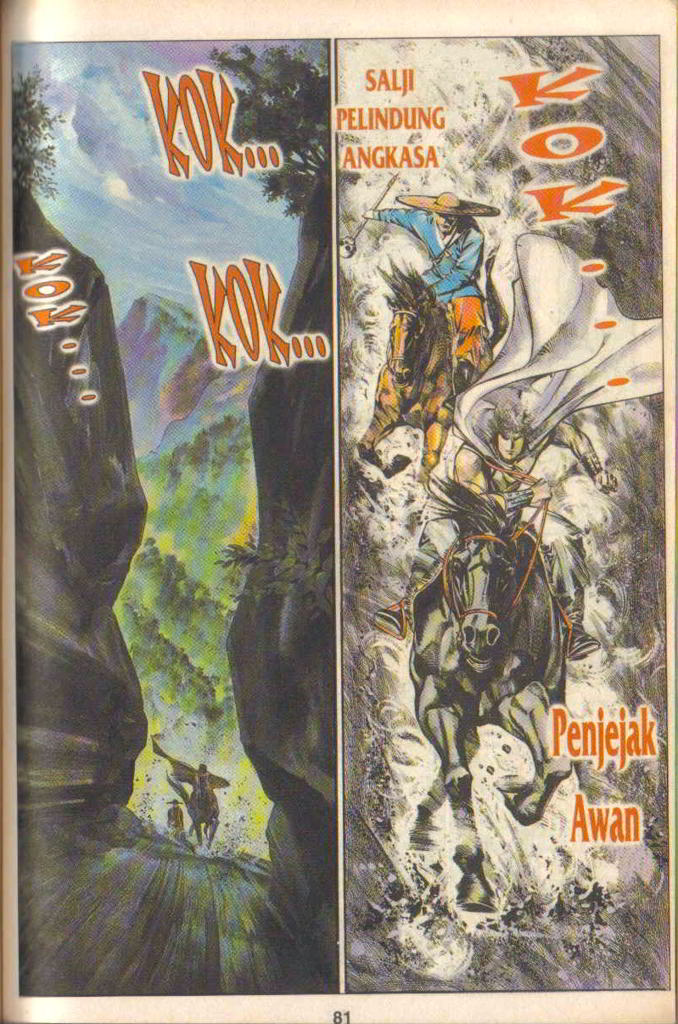 KOK...
KOK...
KOK...
SALJI
PELINDUNG
ANGKASA
KOK...
Penjejak
Awan
81